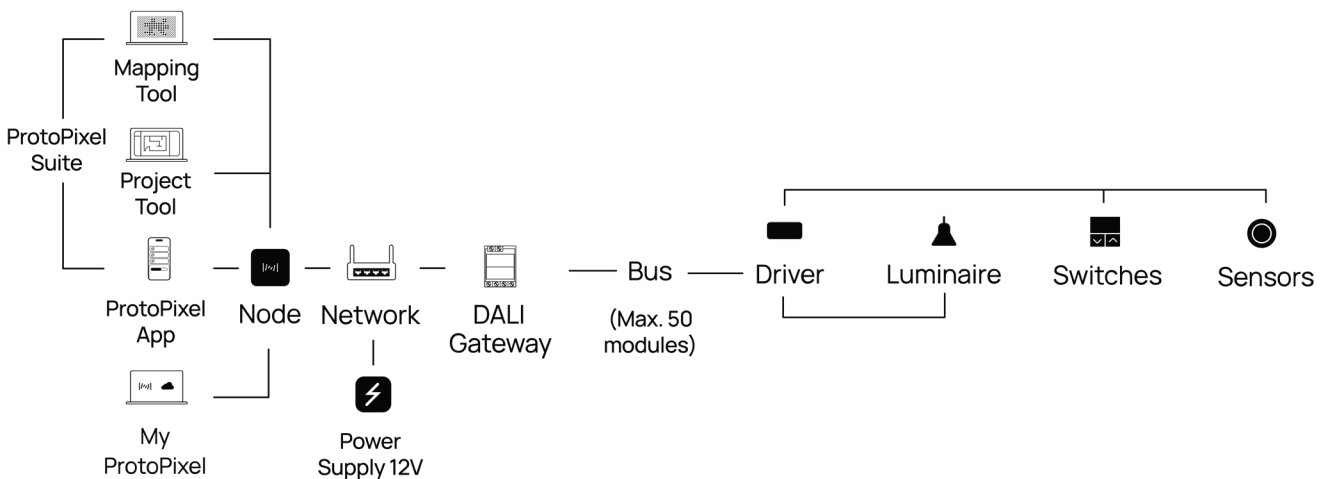 Mapping
Tool
ProtoPixel
Suite
Project
Tool
ProtoPixel
App
Node
Network
DALI
Gateway
Bus
(Max. 50
modules)
Driver
Luminaire
Switches
Sensors
My
ProtoPixel
Power
Supply 12V